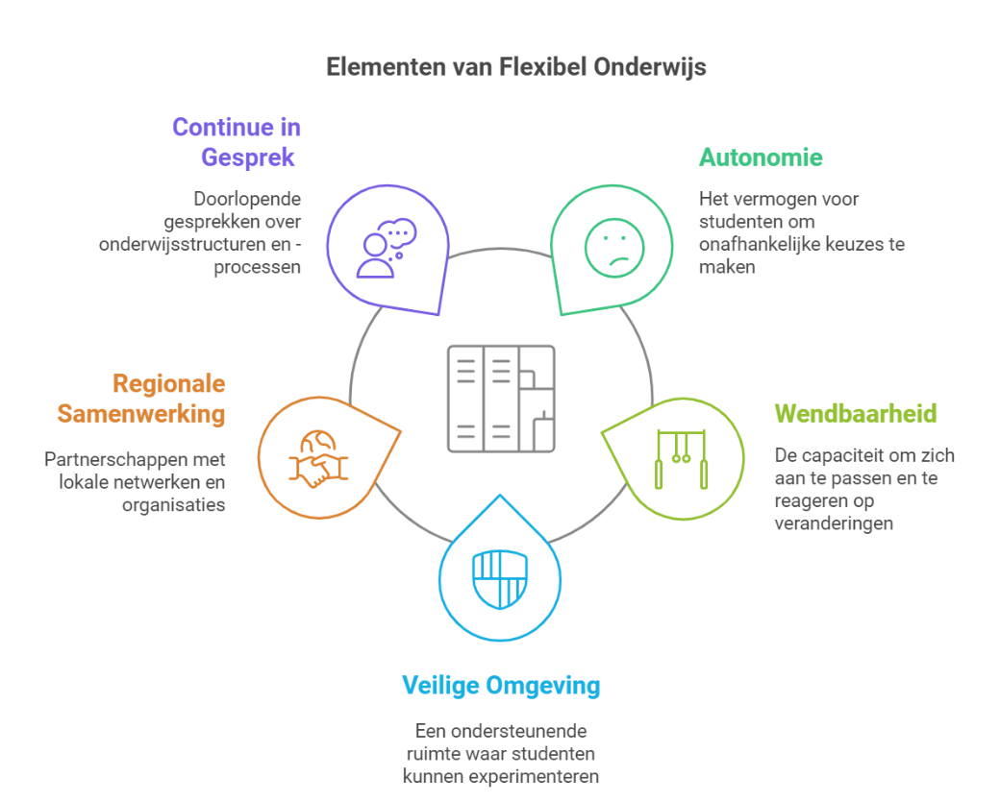 Elementen van Flexibel Onderwijs
Continue in
Gesprek
Doorlopende
gesprekken over
onderwijsstructuren en -
processen
Autonomie
Het vermogen voor
studenten om
onafhankelijke keuzes te
maken
Regionale
Samenwerking
Partnerschappen met
lokale netwerken en
organisaties
Wendbaarheid
De capaciteit om zich
aan te passen en te
reageren op
veranderingen
Veilige Omgeving
Een ondersteunende
ruimte waar studenten
kunnen experimenteren